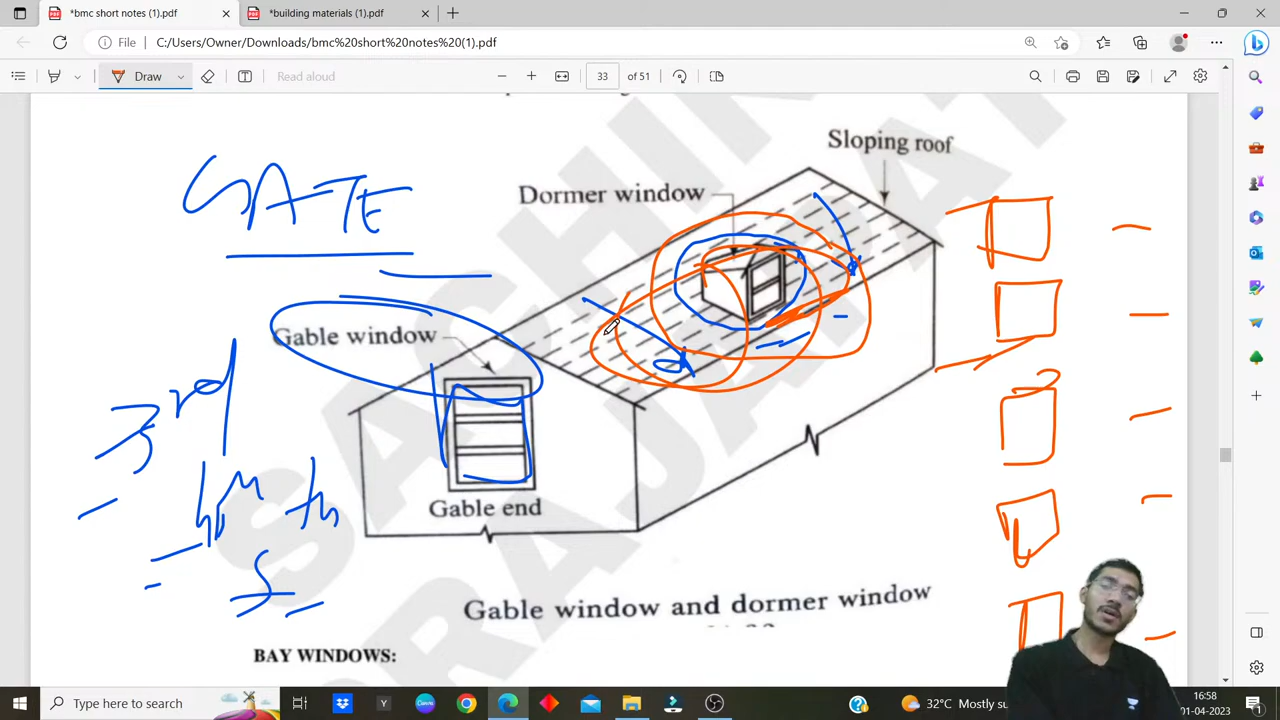 *bmc short notes (1).pdf
*building materials (1).pdf
File
C:/Users/Owner/Downloads/bmc%20short%20notes%20(1).pdf
Draw
Read aloud
33
of 51
Sloping roof
Dormer window
GATE
Gable window
3rd
Gable end
Gable window and dormer window
BAY WINDOWS:
SACHIN
PRAJAPATI
Type here to search
32°C Mostly su
16:58
01-04-2023